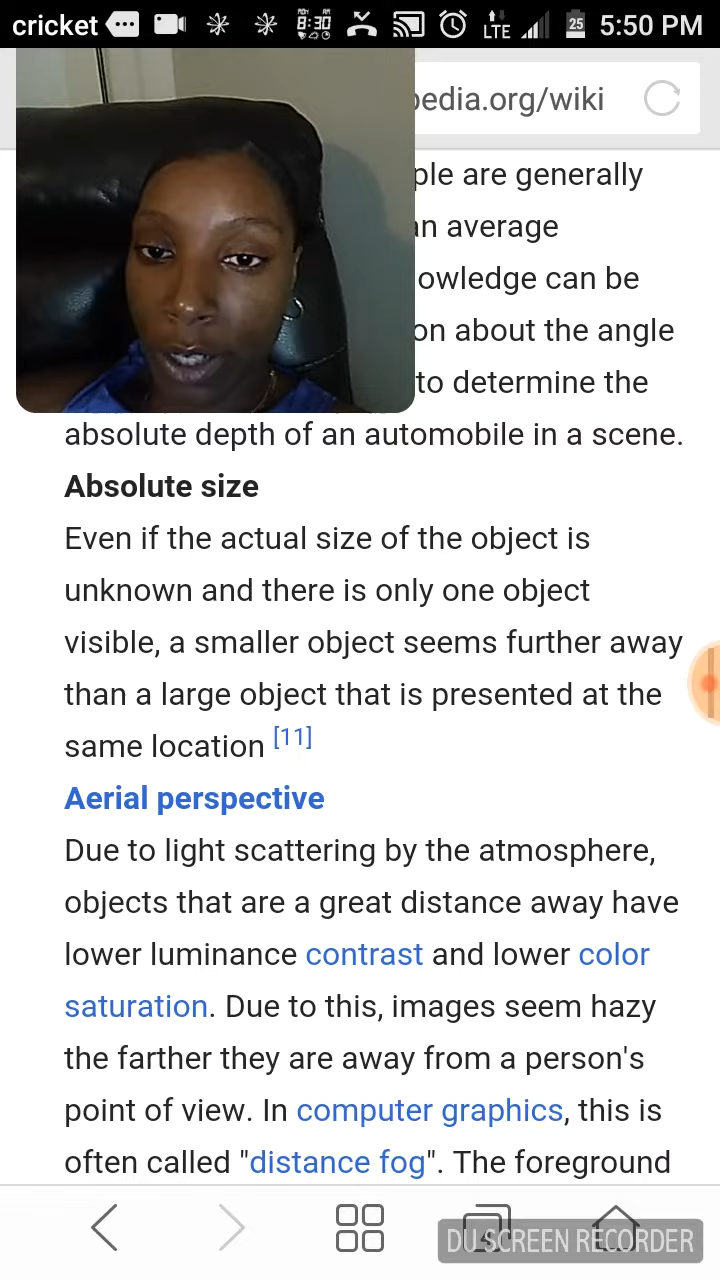 cricket 8:30 LTE 25 5:50 PM
pedia.org/wiki
ple are generally
an average
owledge can be
on about the angle
to determine the
absolute depth of an automobile in a scene.
Absolute size
Even if the actual size of the object is
unknown and there is only one object
visible, a smaller object seems further away
than a large object that is presented at the
same location [11]
Aerial perspective
Due to light scattering by the atmosphere,
objects that are a great distance away have
lower luminance contrast and lower color
saturation. Due to this, images seem hazy
the farther they are away from a person's
point of view. In computer graphics, this is
often called "distance fog". The foreground
DU SCREEN RECORDER